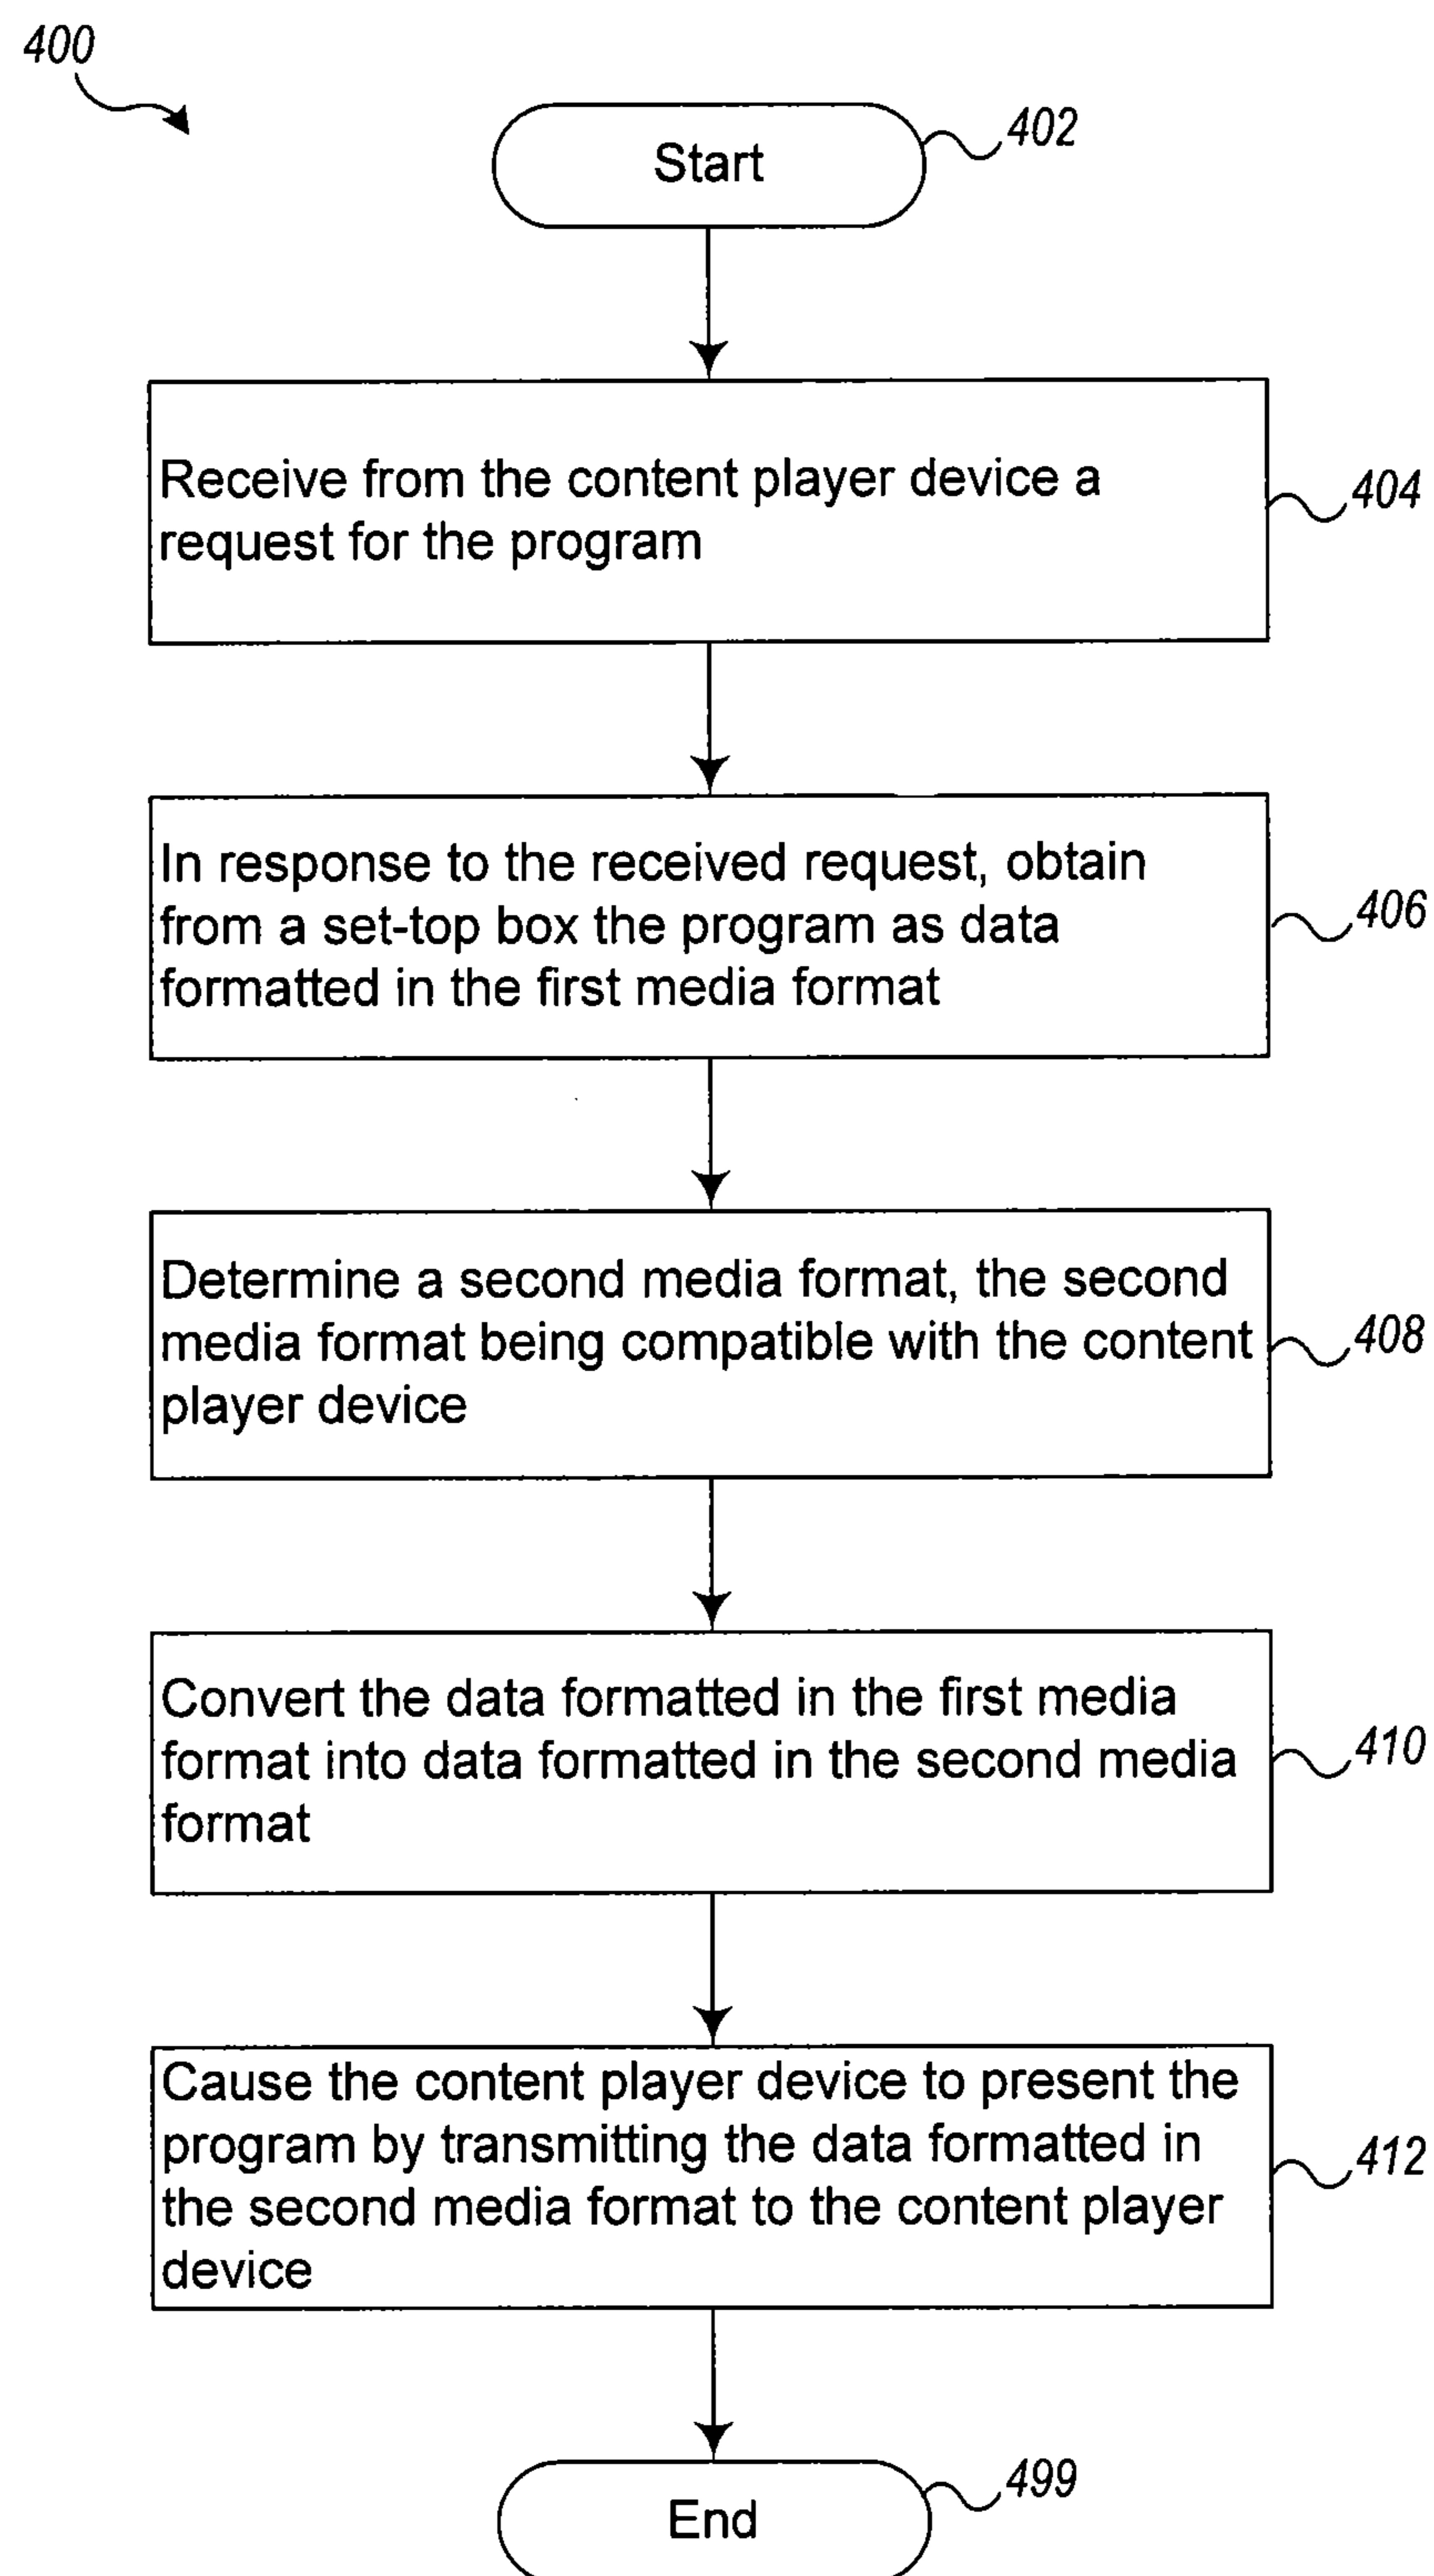 400
Start
402
Receive from the content player device a
request for the program
404
In response to the received request, obtain
from a set-top box the program as data
formatted in the first media format
406
Determine a second media format, the second
media format being compatible with the content
player device
408
Convert the data formatted in the first media
format into data formatted in the second media
format
410
Cause the content player device to present the
program by transmitting the data formatted in
the second media format to the content player
device
412
End
499